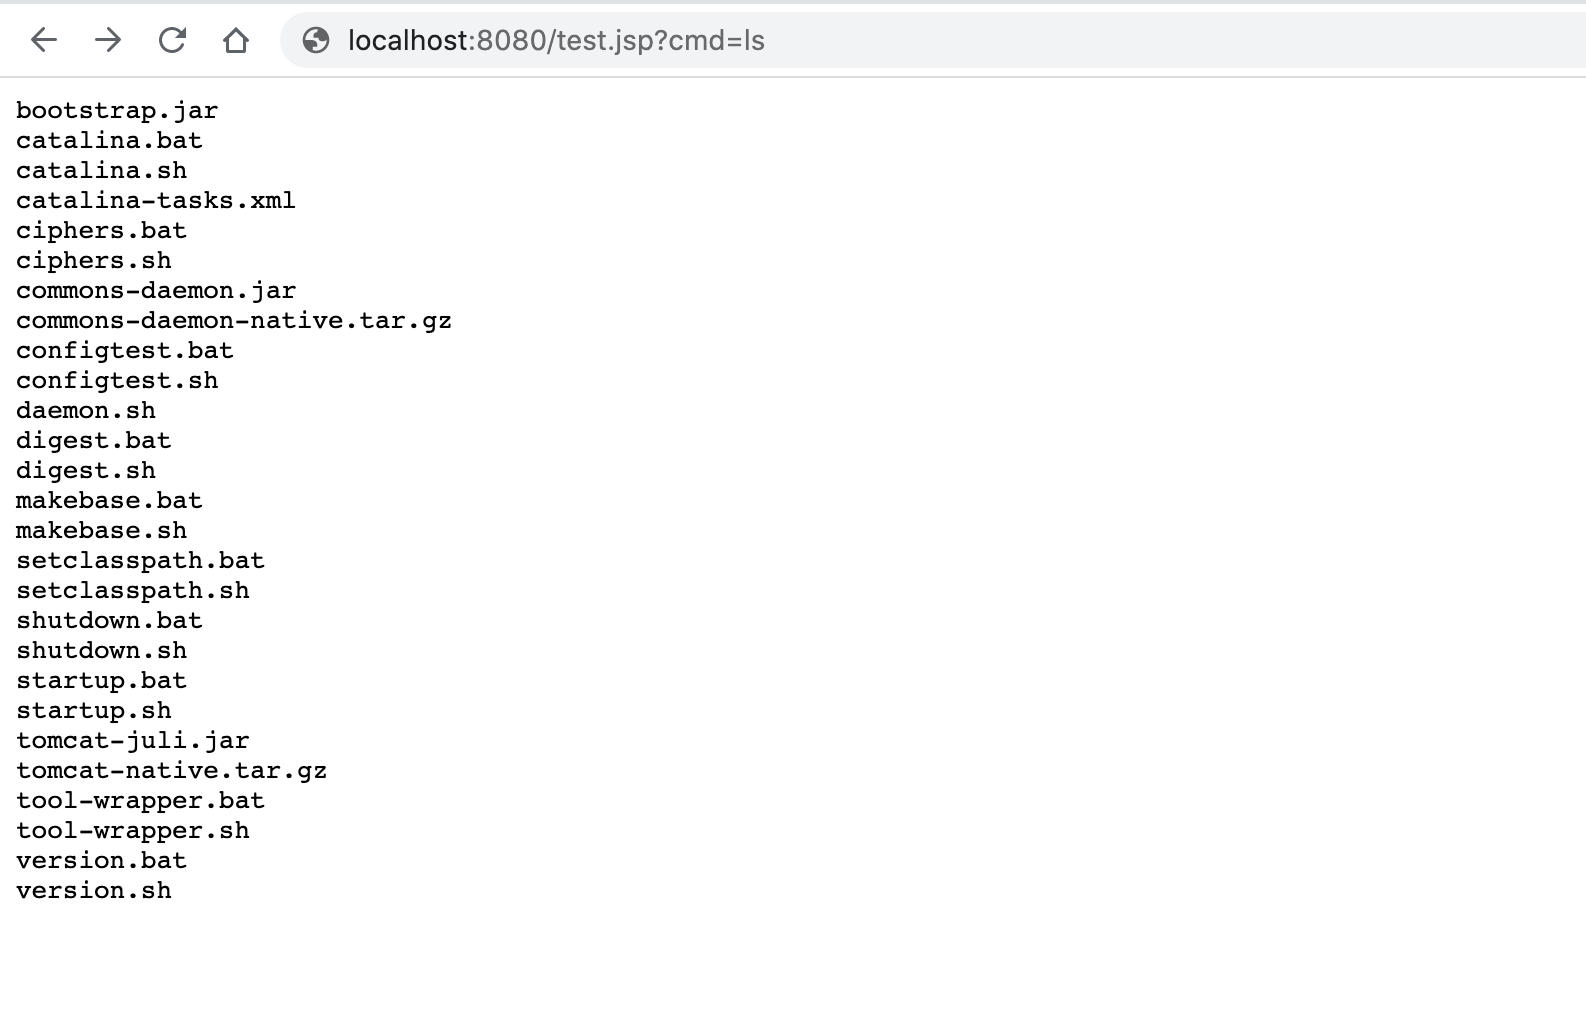 localhost:8080/test.jsp?cmd=ls
bootstrap.jar
catalina.bat
catalina.sh
catalina-tasks.xml
ciphers.bat
ciphers.sh
commons-daemon.jar
commons-daemon-native.tar.gz
configtest.bat
configtest.sh
daemon.sh
digest.bat
digest.sh
makebase.bat
makebase.sh
setclasspath.bat
setclasspath.sh
shutdown.bat
shutdown.sh
startup.bat
startup.sh
tomcat-juli.jar
tomcat-native.tar.gz
tool-wrapper.bat
tool-wrapper.sh
version.bat
version.sh